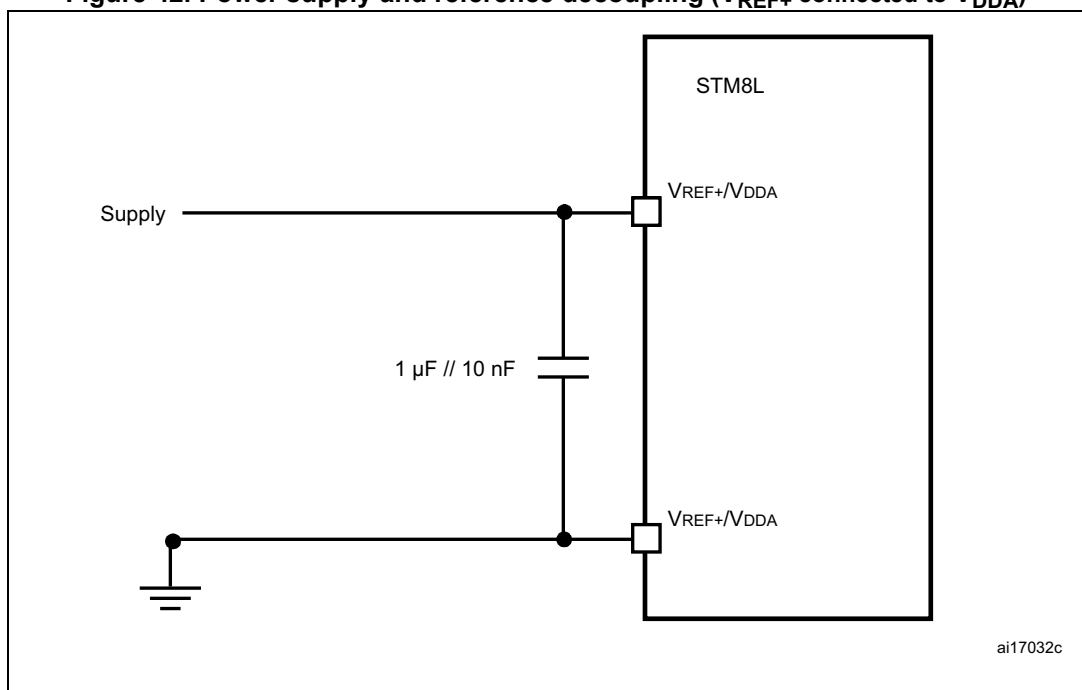 STM8L
VREF+/VDDA
Supply
1 µF // 10 nF
VREF+/VDDA
ai17032c